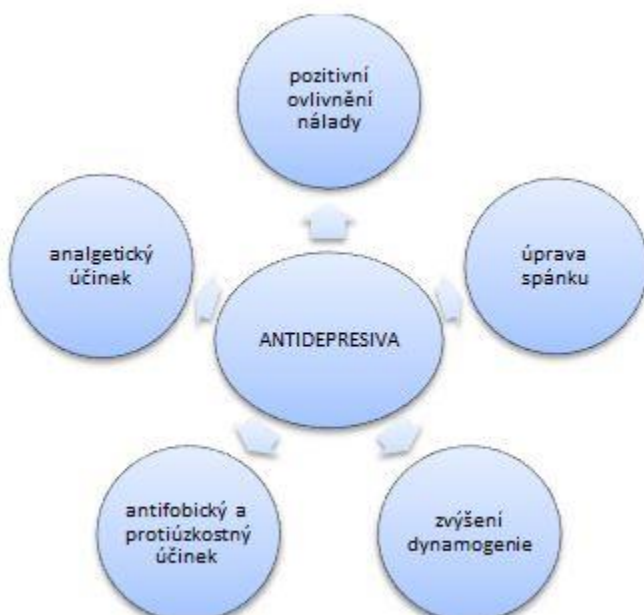 pozitivní
ovlivnění
nálady
analgetický
účinek
úprava
spánku
ANTIDEPRESIVA
antifobický a
protiúzkostný
účinek
zvýšení
dynamogenie